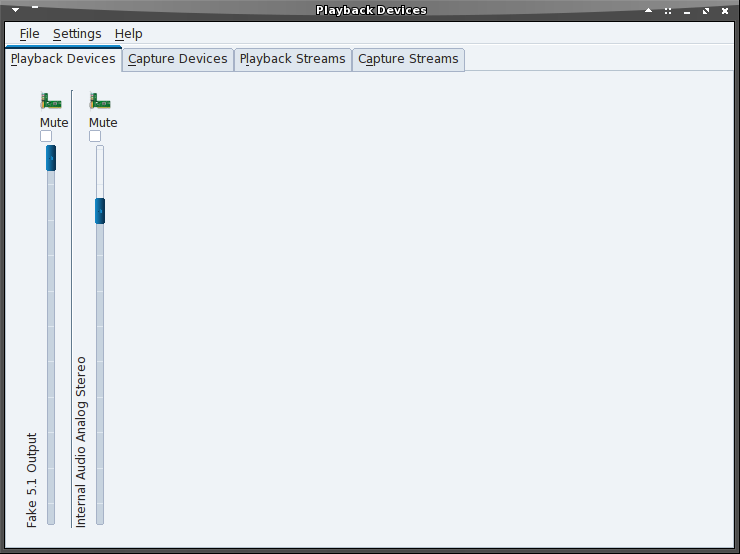 Playback Devices
File Settings Help
Playback Devices Capture Devices Playback Streams Capture Streams
Mute Mute
Fake 5.1 Output
Internal Audio Analog Stereo